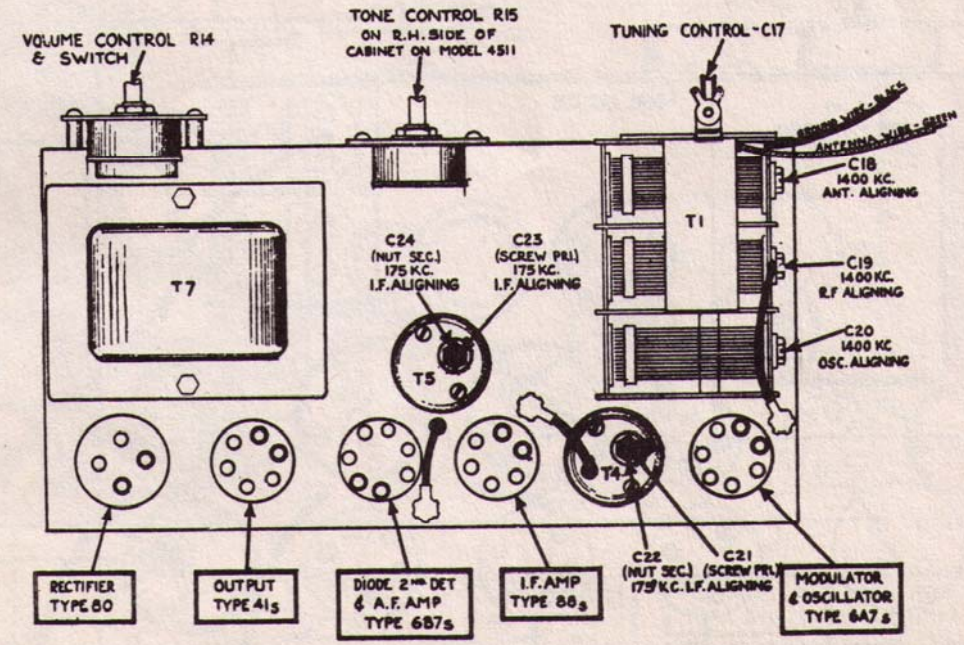 VOLUME CONTROL R14
& SWITCH
TONE CONTROL R15
ON R.H. SIDE OF
CABINET ON MODEL 4511
TUNING CONTROL-C17
GROUND WIRE - BLACK
ANTENNA WIRE - GREEN
C18
1400 KC.
ANT. ALIGNING
T1
C24
(NUT SEC.)
175 KC.
I.F. ALIGNING
C23
(SCREW PRI.)
175 KC.
I.F. ALIGNING
C19
1400 KC.
R.F ALIGNING
T7
C20
1400 KC
OSC. ALIGNING
T5
T4
C22
(NUT SEC.)
C21
(SCREW PRI.)
175 K.C. I.F. ALIGNING
RECTIFIER
TYPE 80
OUTPUT
TYPE 41s
DIODE 2ND DET
& A.F. AMP
TYPE 6B7s
I.F. AMP
TYPE 88s
MODULATOR
& OSCILLATOR
TYPE 6A7s